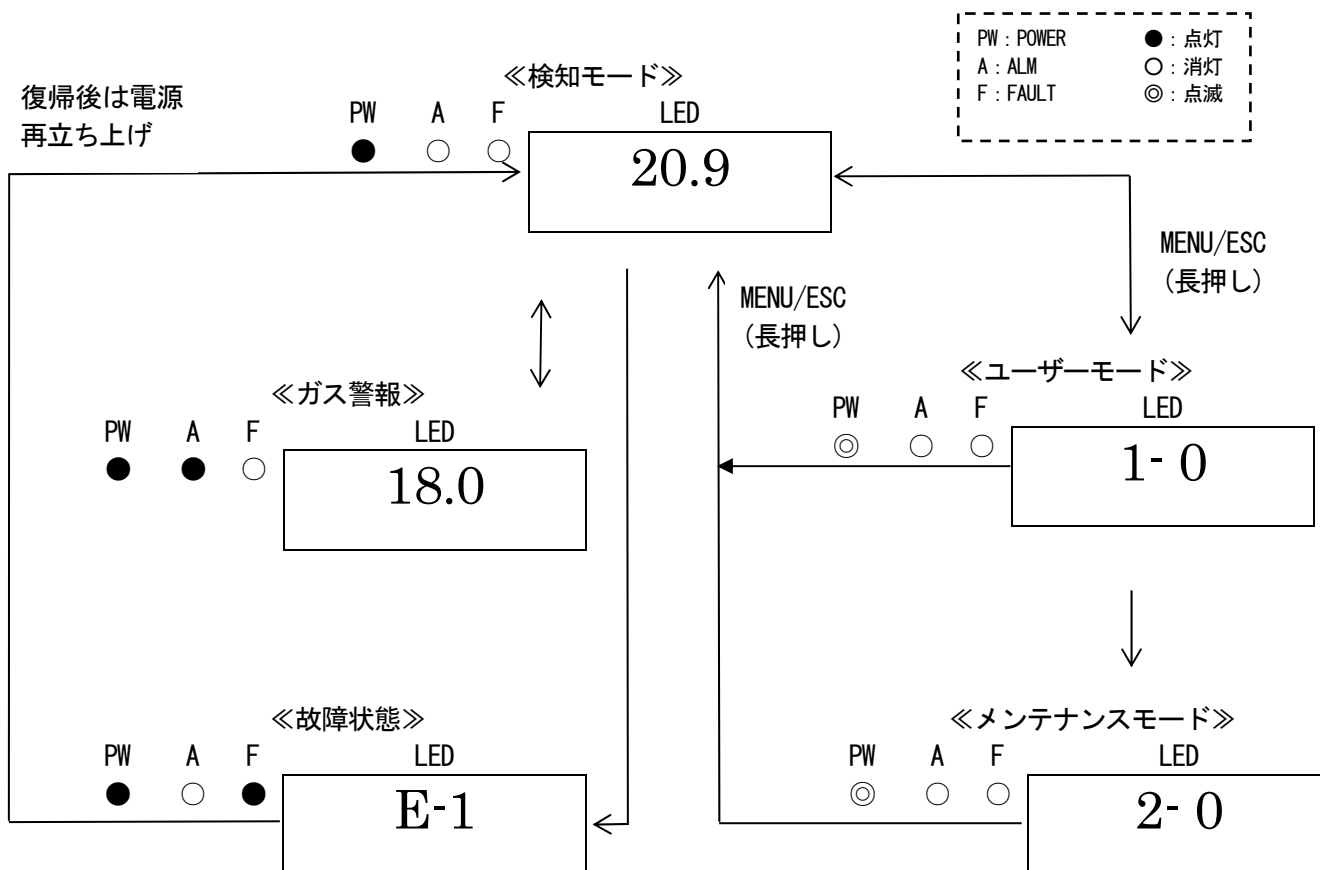 PW：POWER ●：点灯
A：ALM ○：消灯
F：FAULT ◎：点滅
復帰後は電源
再立ち上げ
≪検知モード≫
PW A F LED
● ○ ○ 20.9
MENU/ESC
（長押し）
MENU/ESC
（長押し）
≪ガス警報≫
PW A F LED
● ● ○ 18.0
≪ユーザーモード≫
PW A F LED
◎ ○ ○ 1-0
≪故障状態≫
PW A F LED
● ○ ● E-1
≪メンテナンスモード≫
PW A F LED
◎ ○ ○ 2-0